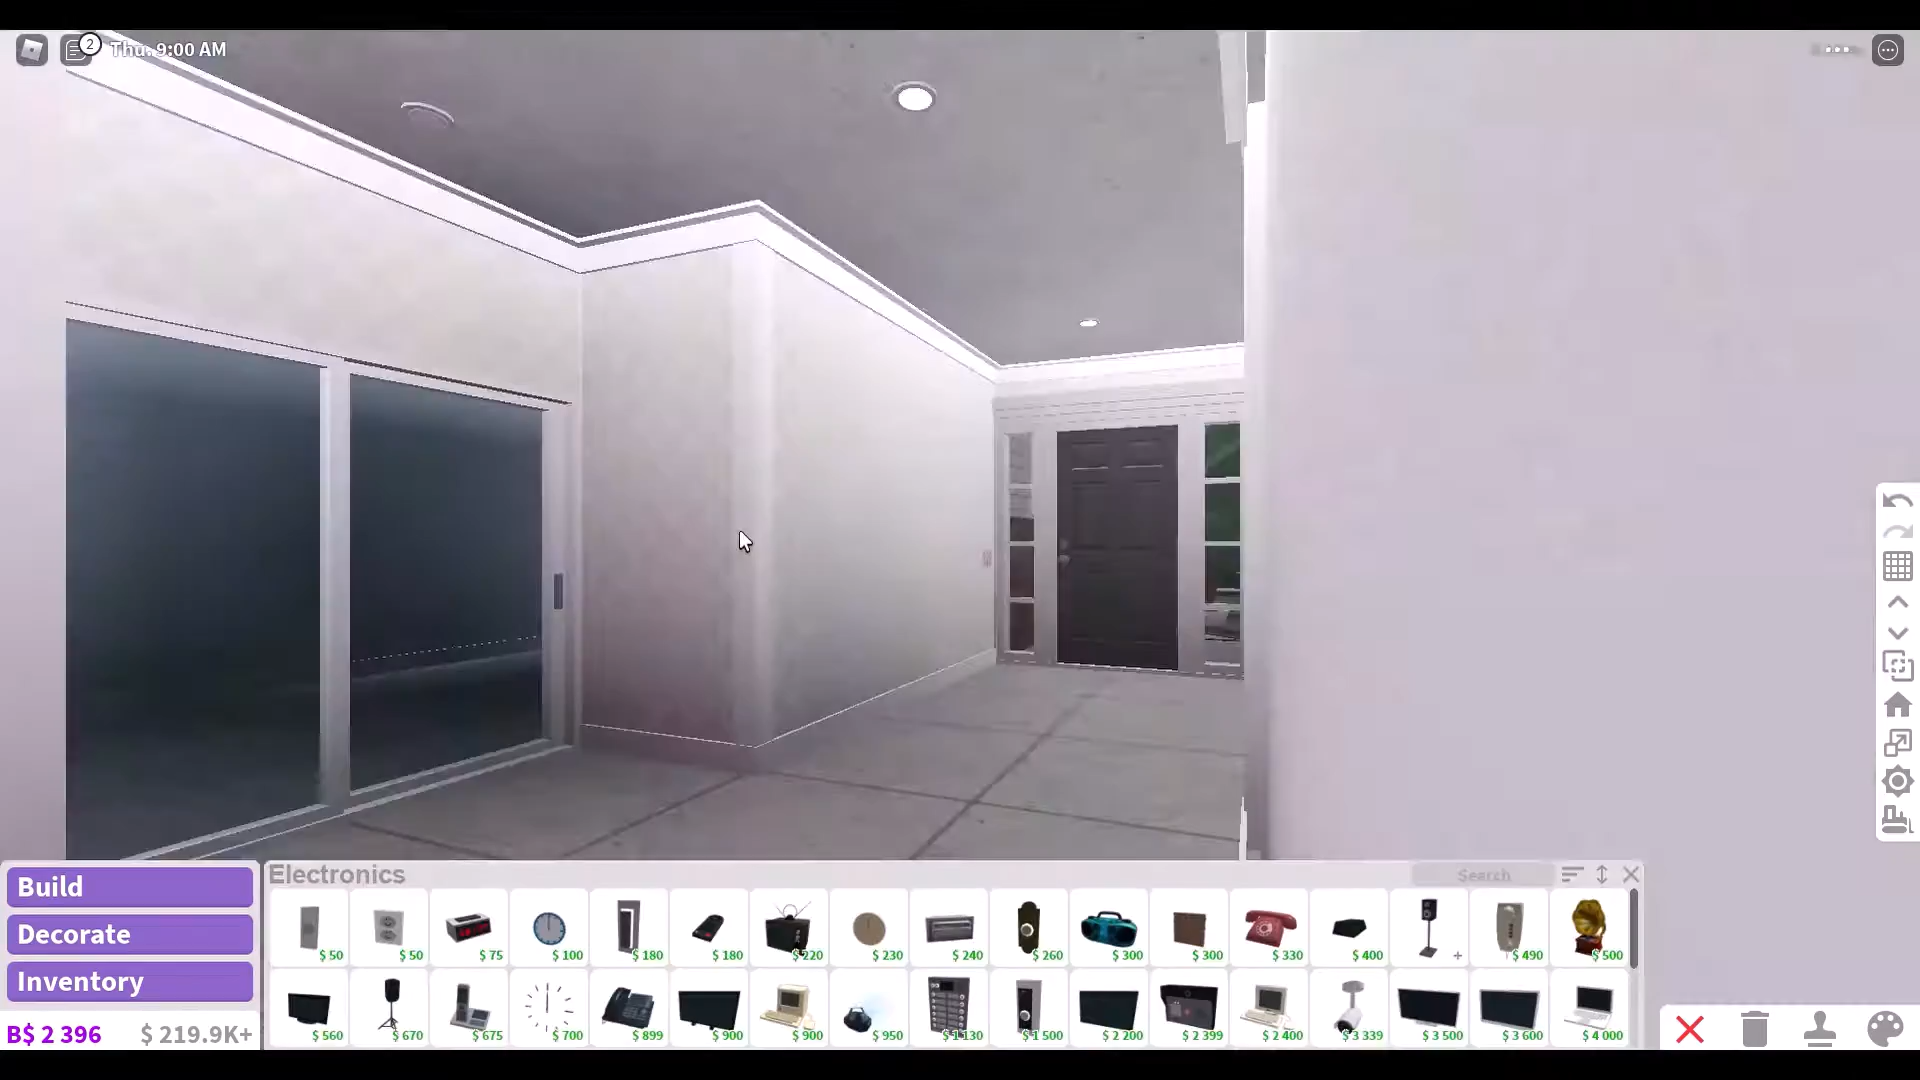 2
Thu. 9:00 AM
Build
Decorate
Inventory
B$ 2 396
$ 219.9K+
Electronics
Search
$ 50
$ 50
$ 75
$ 100
$ 180
$ 180
$ 220
$ 230
$ 240
$ 260
$ 300
$ 300
$ 330
$ 400
+
$ 490
$ 500
$ 560
$ 670
$ 675
$ 700
$ 899
$ 900
$ 900
$ 950
$ 1 130
$ 1 500
$ 2 200
$ 2 399
$ 2 400
$ 3 339
$ 3 500
$ 3 600
$ 4 000